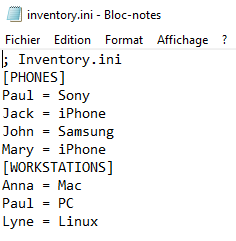 inventory.ini - Bloc-notes
Fichier Edition Format Affichage ?
; Inventory.ini
[PHONES]
Paul = Sony
Jack = iPhone
John = Samsung
Mary = iPhone
[WORKSTATIONS]
Anna = Mac
Paul = PC
Lyne = Linux